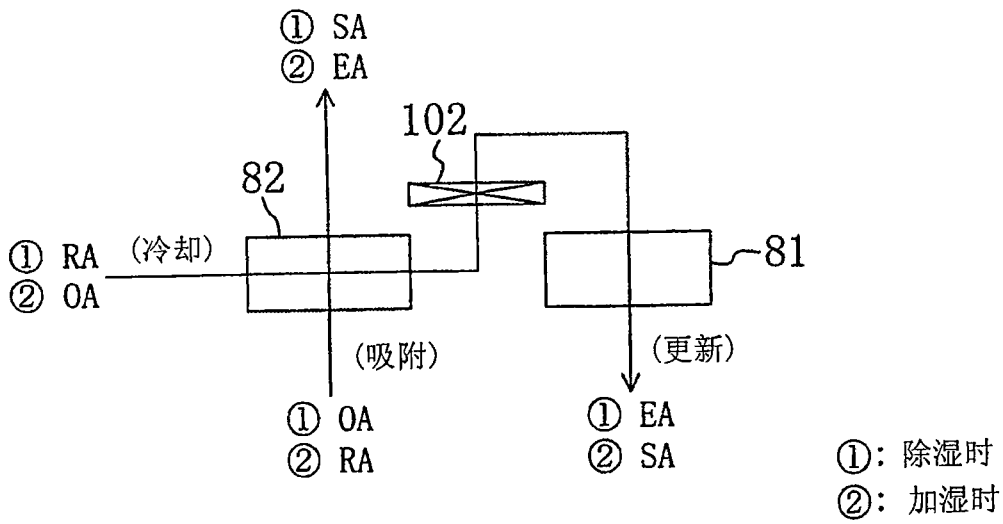 ① SA
② EA
102
82
① RA
② OA
(冷却)
81
(吸附)
(更新)
① OA
② RA
① EA
② SA
①: 除湿时
②: 加湿时